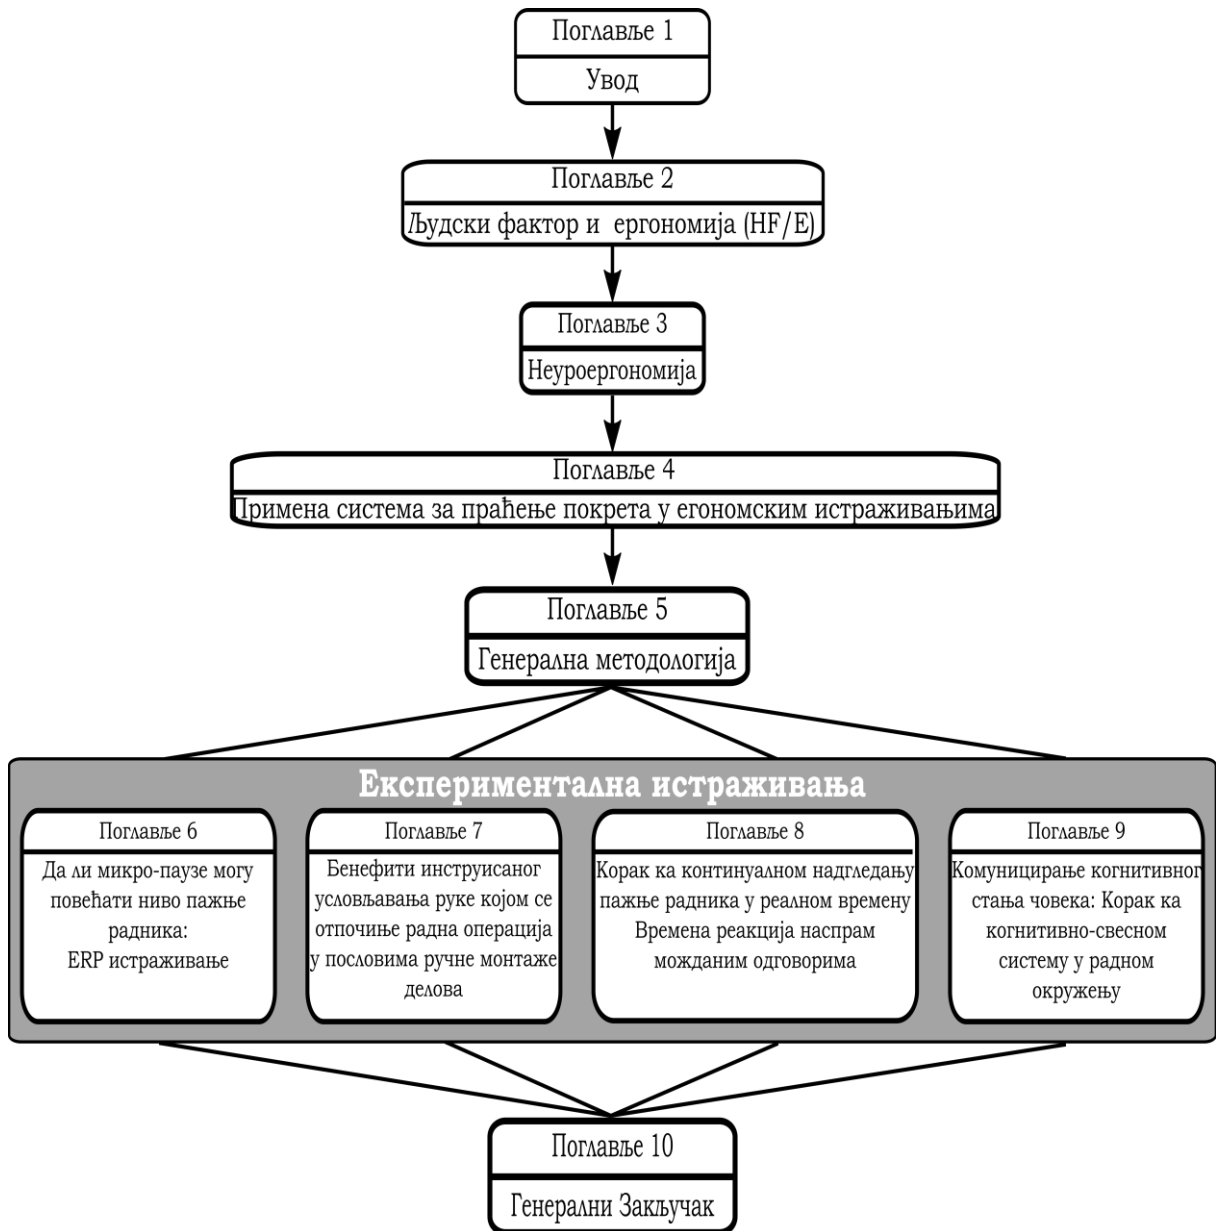 Поглавље 1
Увод
Поглавље 2
Људски фактор и ергономија (HF/E)
Поглавље 3
Неуроергономија
Поглавље 4
Примена система за праћење покрета у егономским истраживањима
Поглавље 5
Генерална методологија
Експериментална истраживања
Поглавље 6
Да ли микро-паузе могу
повећати ниво пажње
радника:
ERP истраживање
Поглавље 7
Бенефити инструисаног
условљавања руке којом се
отпочиње радна операција
у пословима ручне монтаже
делова
Поглавље 8
Корак ка континуалном надгледању
пажње радника у реалном времену
Времена реакција наспрам
можданим одговорима
Поглавље 9
Комуницирање когнитивног
стања човека: Корак ка
когнитивно-свесном
систему у радном
окружењу
Поглавље 10
Генерални Закључак